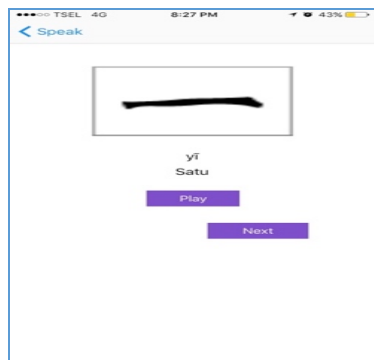 ●●●○○ TSEL 4G 8:27 PM 43%
Speak
一
yī
Satu
Play
Next